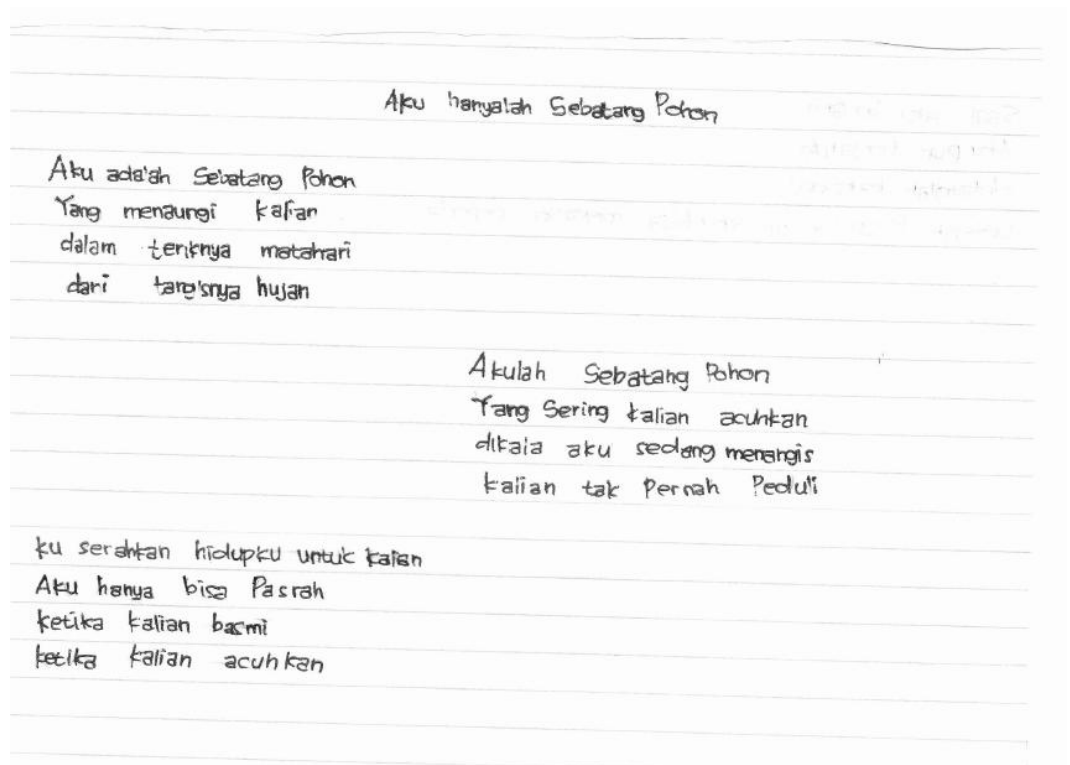 Aku hanyalah Sebatang Pohon
Aku adalah Sebatang Pohon
Yang menaungi kalian
dalam teriknya matahari
dari tangisnya hujan
Akulah Sebatang Pohon
Yang Sering kalian acuhkan
dikala aku sedang menangis
kalian tak Pernah Peduli
ku serahkan hidupku untuk kalian
Aku hanya bisa Pasrah
ketika kalian basmi
ketika kalian acuhkan